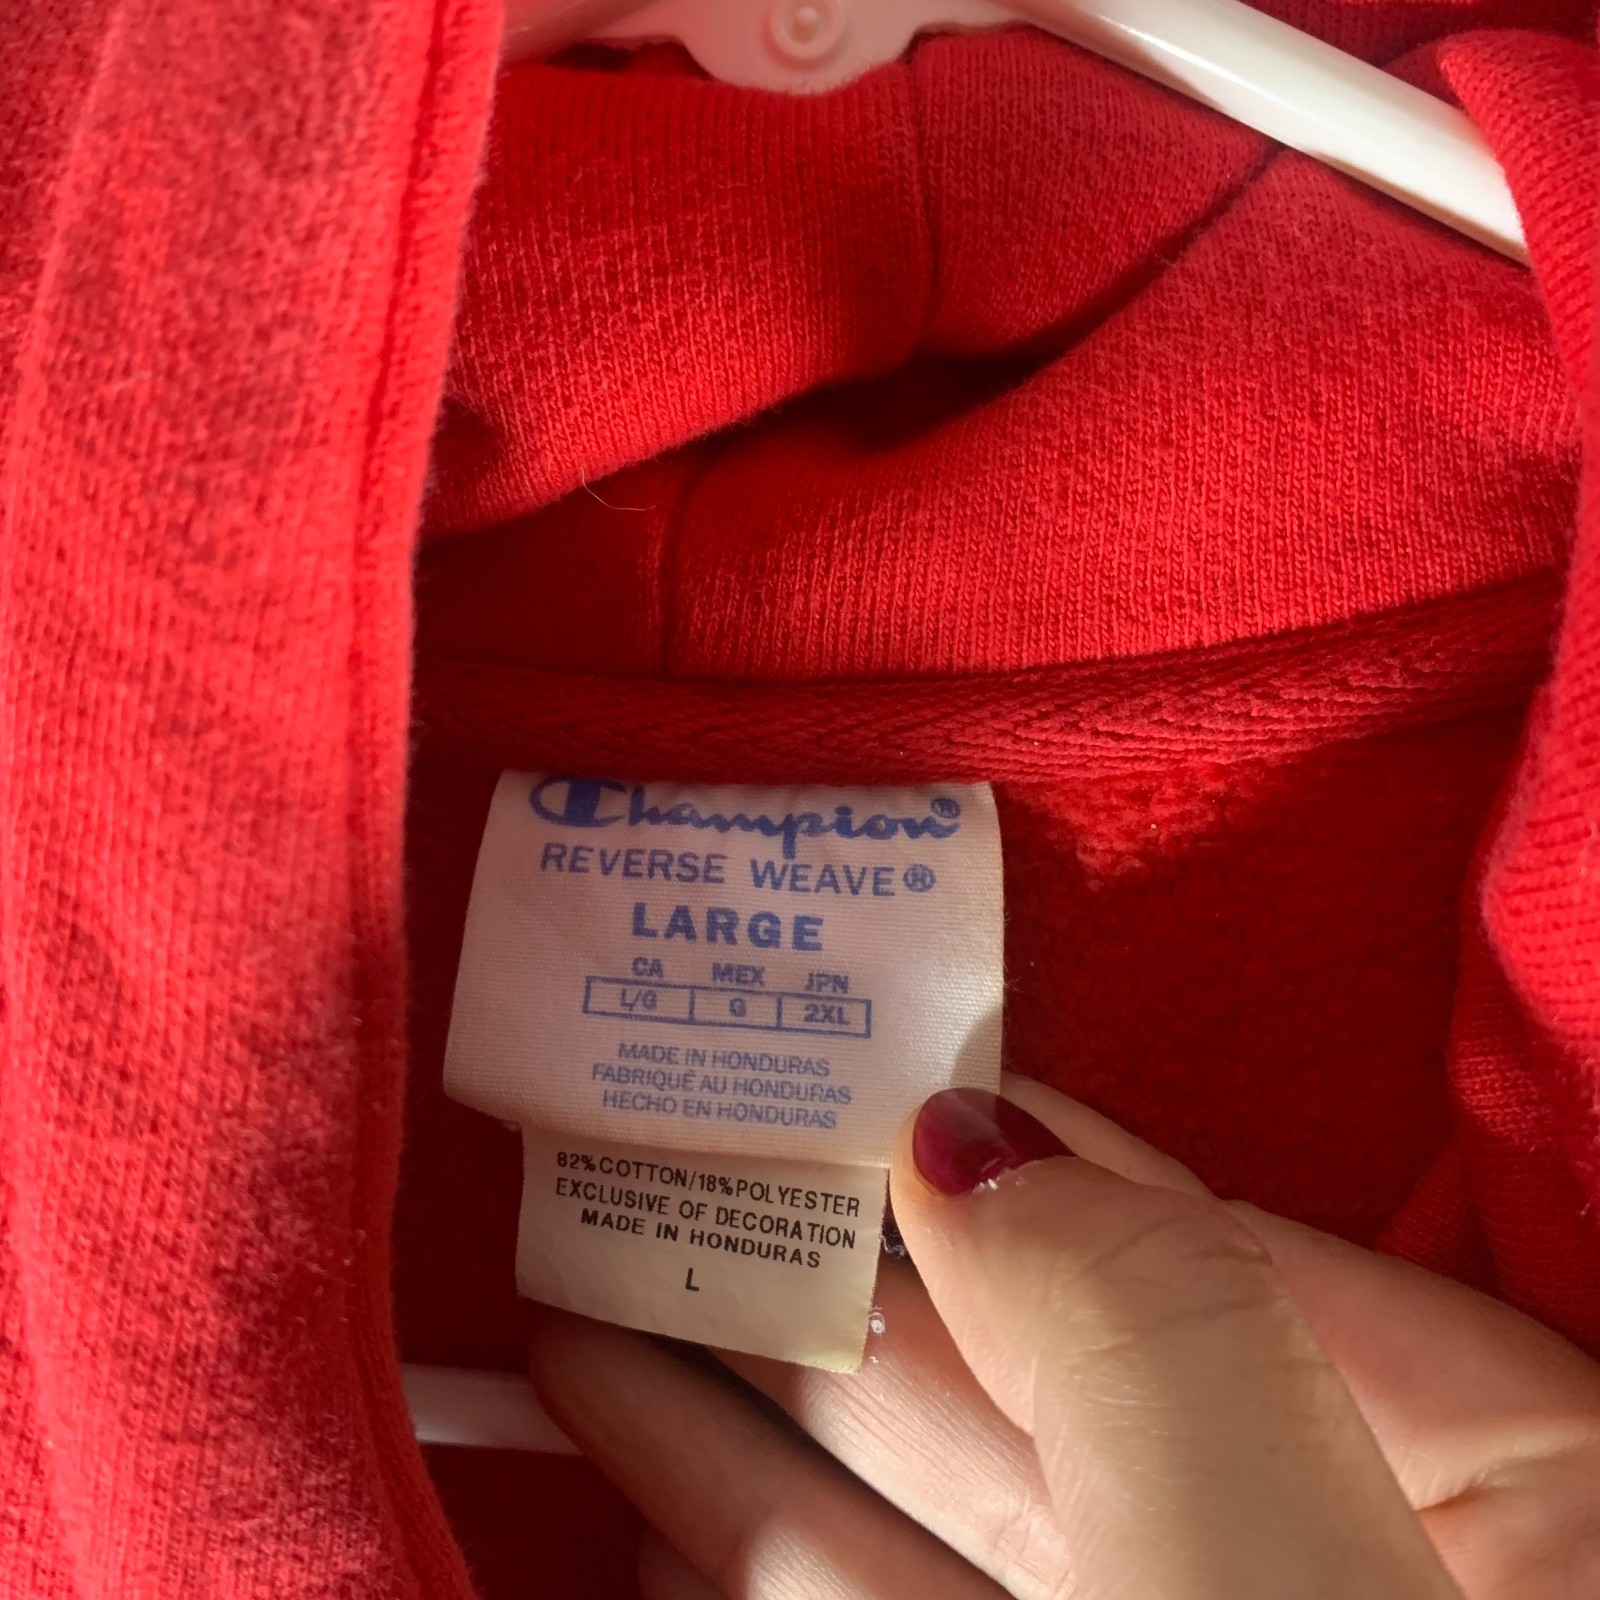 Champion®
REVERSE WEAVE®
LARGE
CA MEX JPN
L/G G 2XL
MADE IN HONDURAS
FABRIQUÉ AU HONDURAS
HECHO EN HONDURAS
82%COTTON/18%POLYESTER
EXCLUSIVE OF DECORATION
MADE IN HONDURAS
L